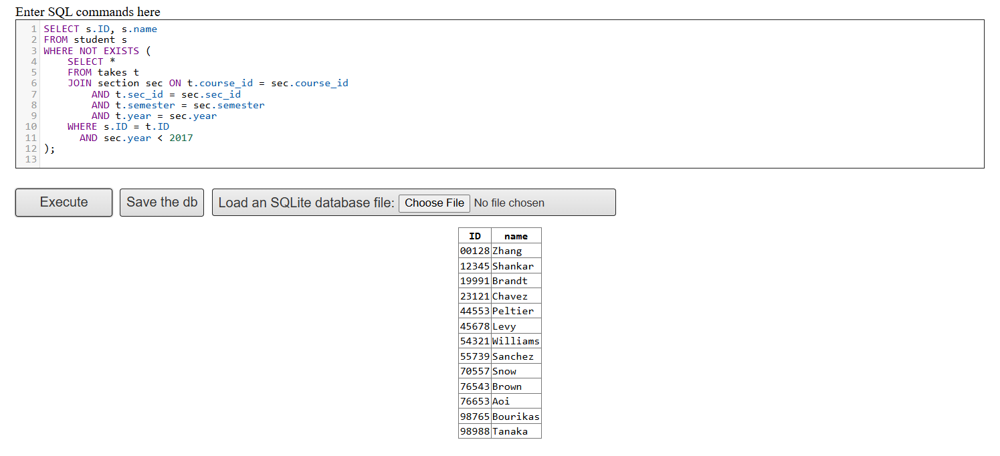 Enter SQL commands here
1 SELECT s.ID, s.name
2 FROM student s
3 WHERE NOT EXISTS (
4     SELECT *
5     FROM takes t
6     JOIN section sec ON t.course_id = sec.course_id
7         AND t.sec_id = sec.sec_id
8         AND t.semester = sec.semester
9         AND t.year = sec.year
10     WHERE s.ID = t.ID
11       AND sec.year < 2017
12 );
13
Execute Save the db Load an SQLite database file: Choose File No file chosen
ID name
00128 Zhang
12345 Shankar
19991 Brandt
23121 Chavez
44553 Peltier
45678 Levy
54321 Williams
55739 Sanchez
70557 Snow
76543 Brown
76653 Aoi
98765 Bourikas
98988 Tanaka